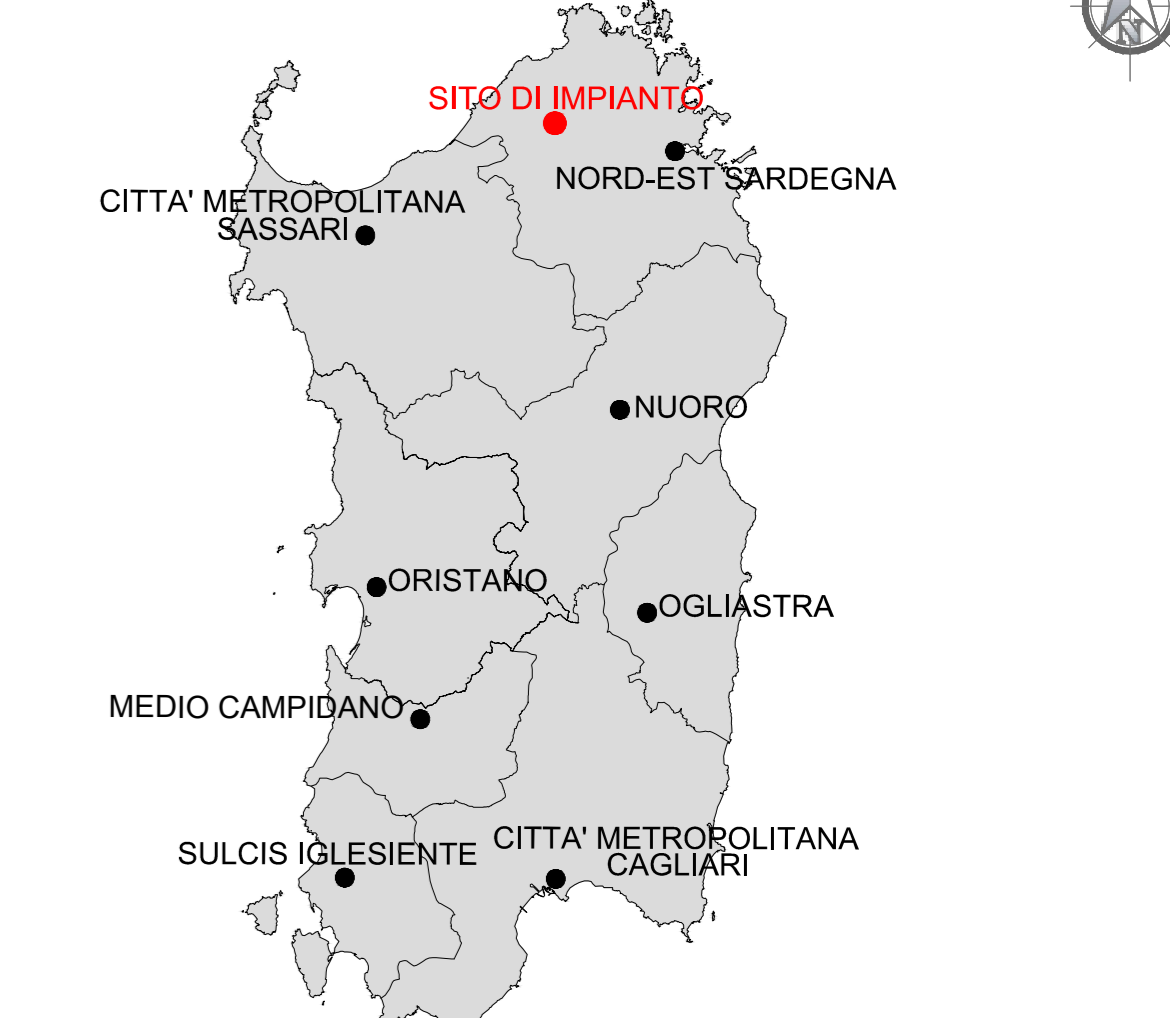 N
SITO DI IMPIANTO
NORD-EST SARDEGNA
CITTA' METROPOLITANA
SASSARI
NUORO
ORISTANO
OGLIASTRA
MEDIO CAMPIDANO
SULCIS IGLESIENTE
CITTA' METROPOLITANA
CAGLIARI